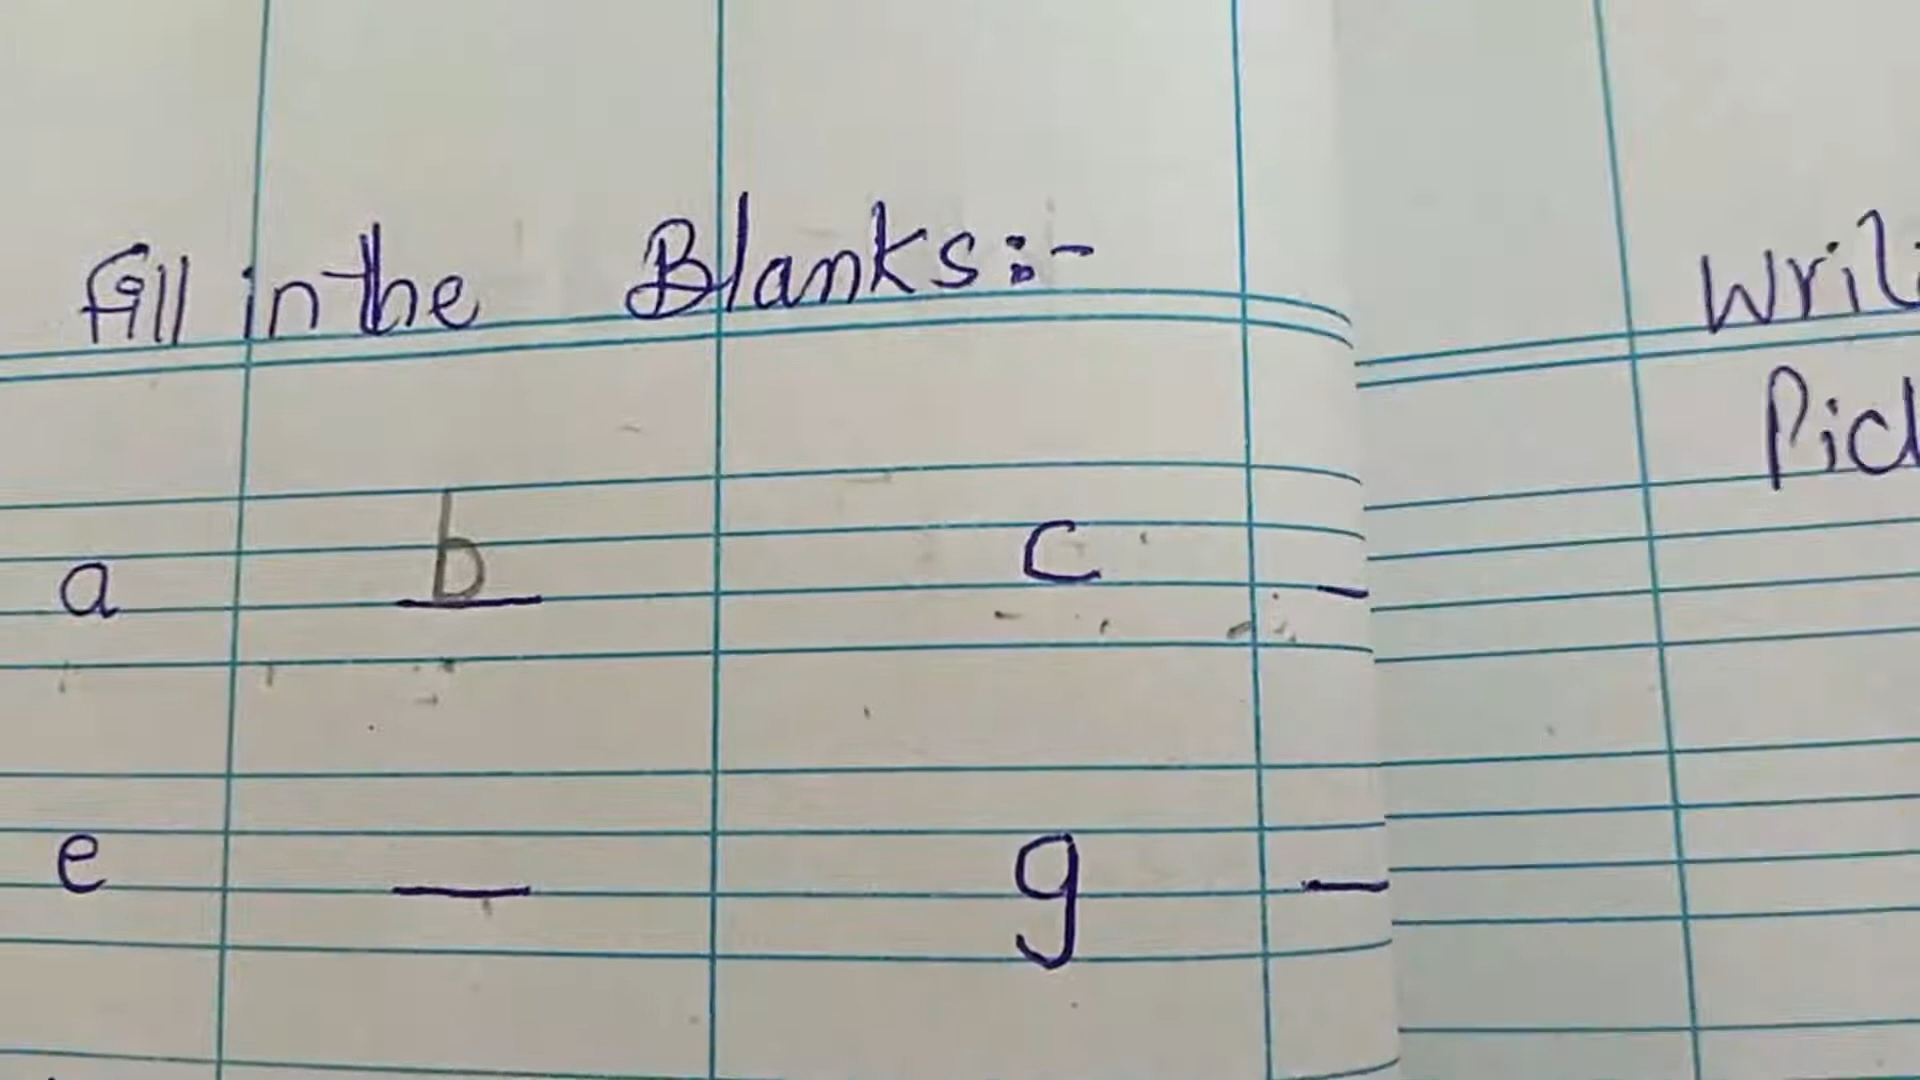 Fill in the Blanks:-
a b c _
e _ g _